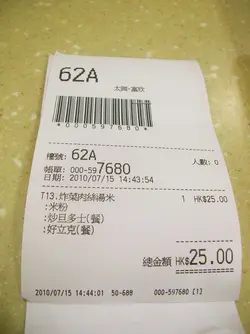 62A
太興-富欣
*000597680*
檯號: 62A
人數: 0
帳單: 000-597680
日期: 2010/07/15 14:43:54
T13.炸菜肉絲湯米 1 HK$25.00
:米粉
:炒旦多士(餐)
:好立克(餐)
總金額 HK$25.00
2010/07/15 14:44:01 50-688 000-597680 [1]